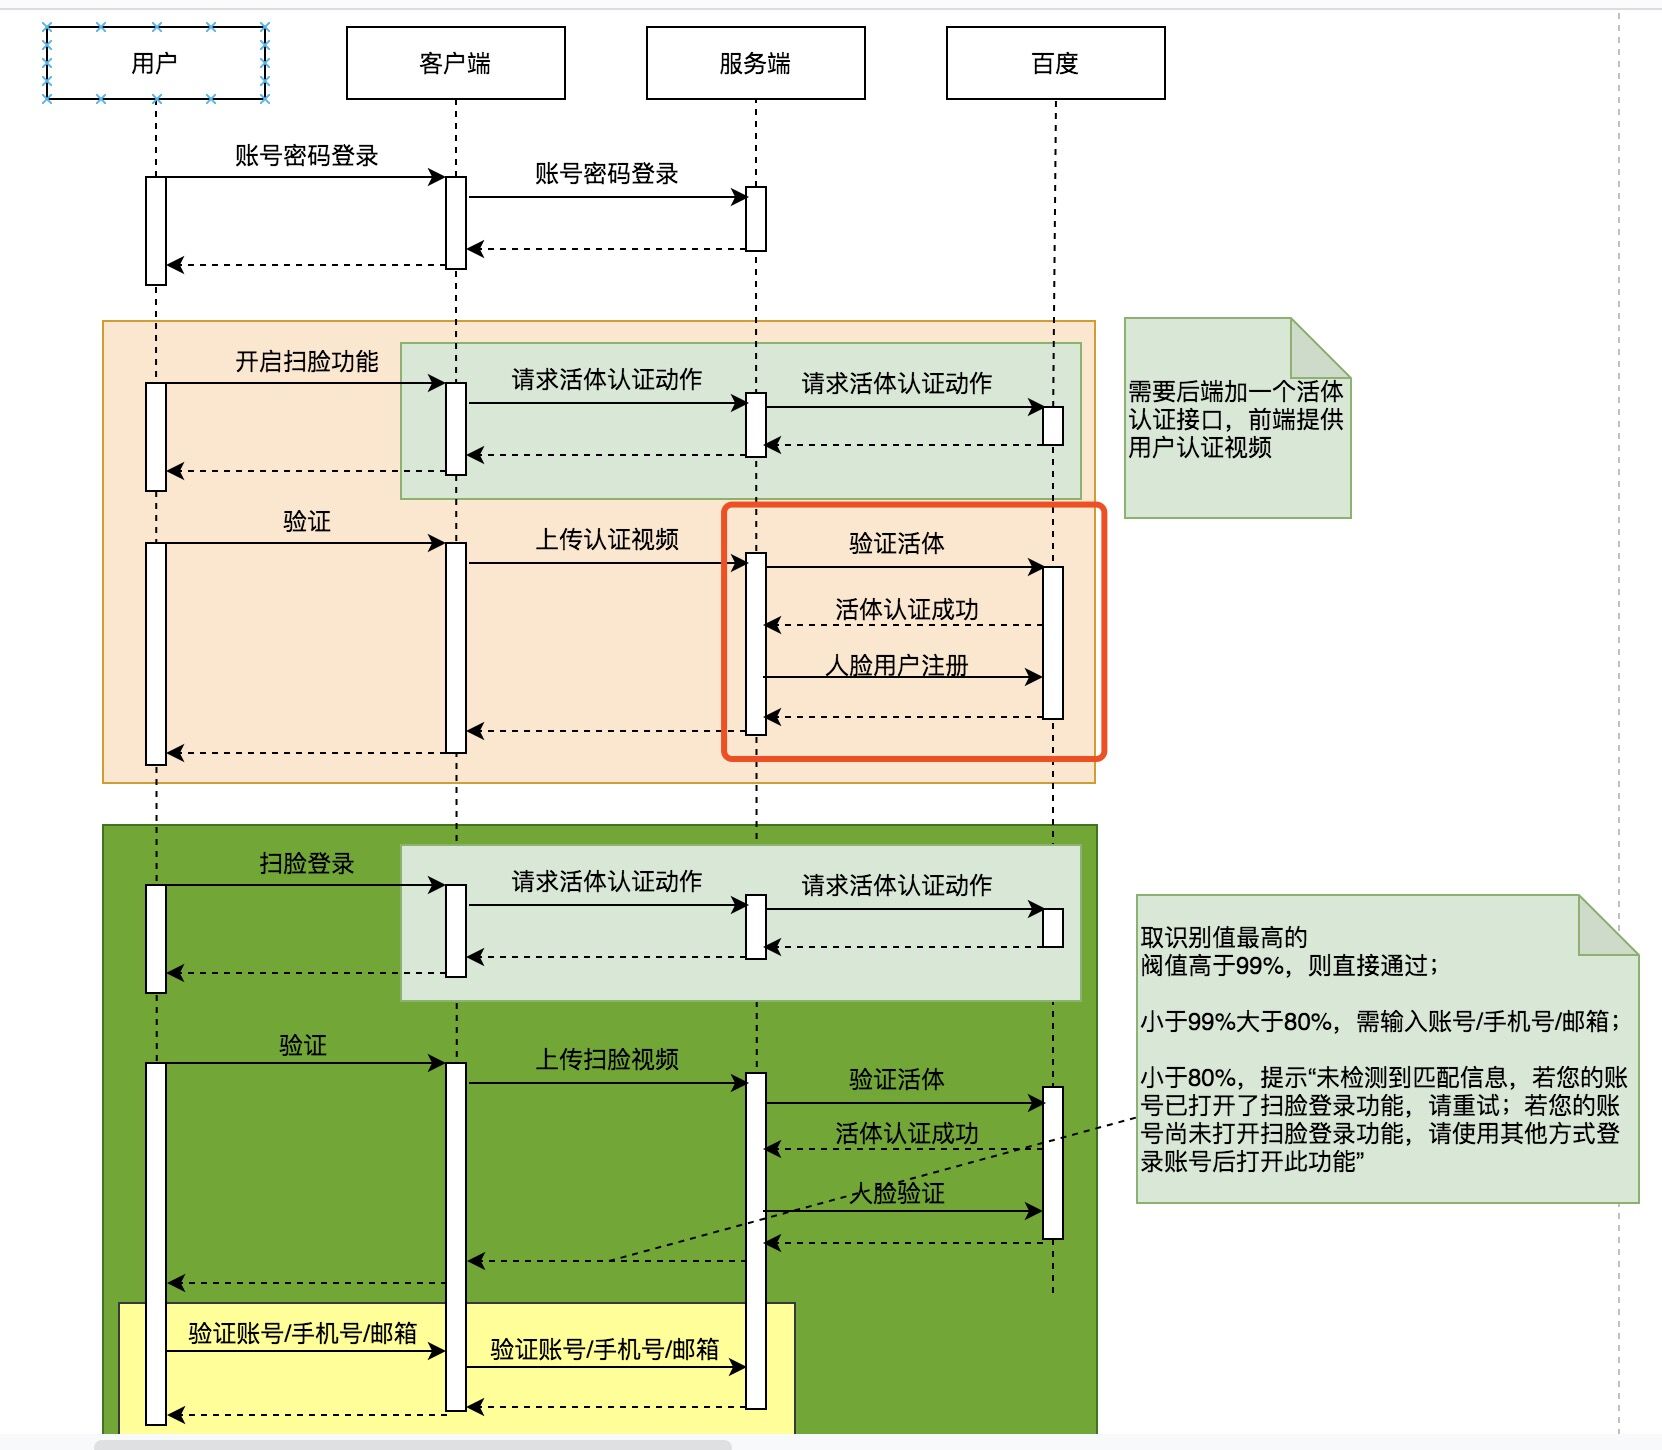 用户
客户端
服务端
百度
账号密码登录
账号密码登录
开启扫脸功能
请求活体认证动作
请求活体认证动作
需要后端加一个活体
认证接口，前端提供
用户认证视频
验证
上传认证视频
验证活体
活体认证成功
人脸用户注册
扫脸登录
请求活体认证动作
请求活体认证动作
取识别值最高的
阀值高于99%，则直接通过；
小于99%大于80%，需输入账号/手机号/邮箱；
小于80%，提示“未检测到匹配信息，若您的账
号已打开了扫脸登录功能，请重试；若您的账
号尚未打开扫脸登录功能，请使用其他方式登
录账号后打开此功能”
验证
上传扫脸视频
验证活体
活体认证成功
人脸验证
验证账号/手机号/邮箱
验证账号/手机号/邮箱